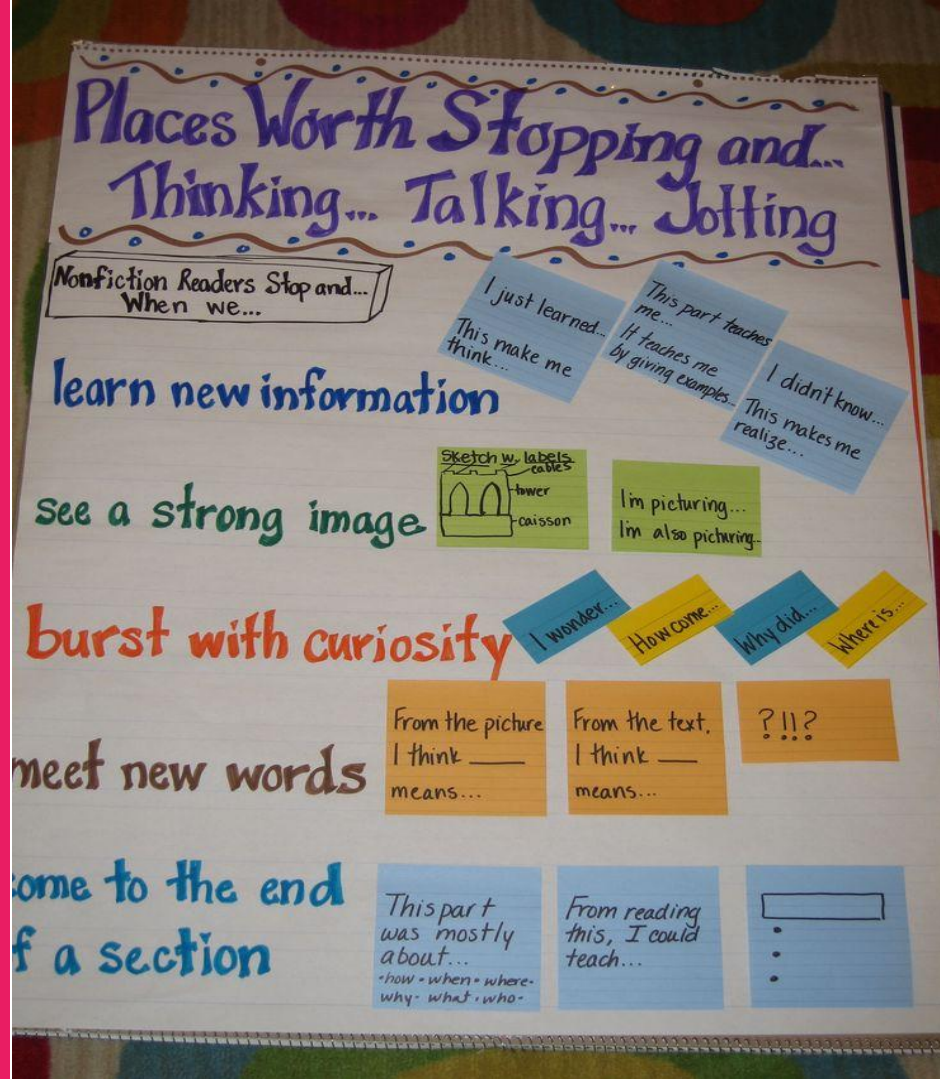 Places Worth Stopping and...
Thinking... Talking... Jotting
Nonfiction Readers Stop and...
When we...
learn new information
I just learned...
This make me
think...
This part teaches
me...
It teaches me
by giving examples...
I didn't know...
This makes me
realize...
see a strong image
Sketch w. labels
cables
tower
caisson
I'm picturing...
I'm also picturing...
burst with curiosity
I wonder...
How come...
Why did...
Where is...
meet new words
From the picture
I think ____
means...
From the text,
I think ____
means...
?!!?
ome to the end
f a section
This part
was mostly
about...
-how - when - where-
why- what - who-
From reading
this, I could
teach...